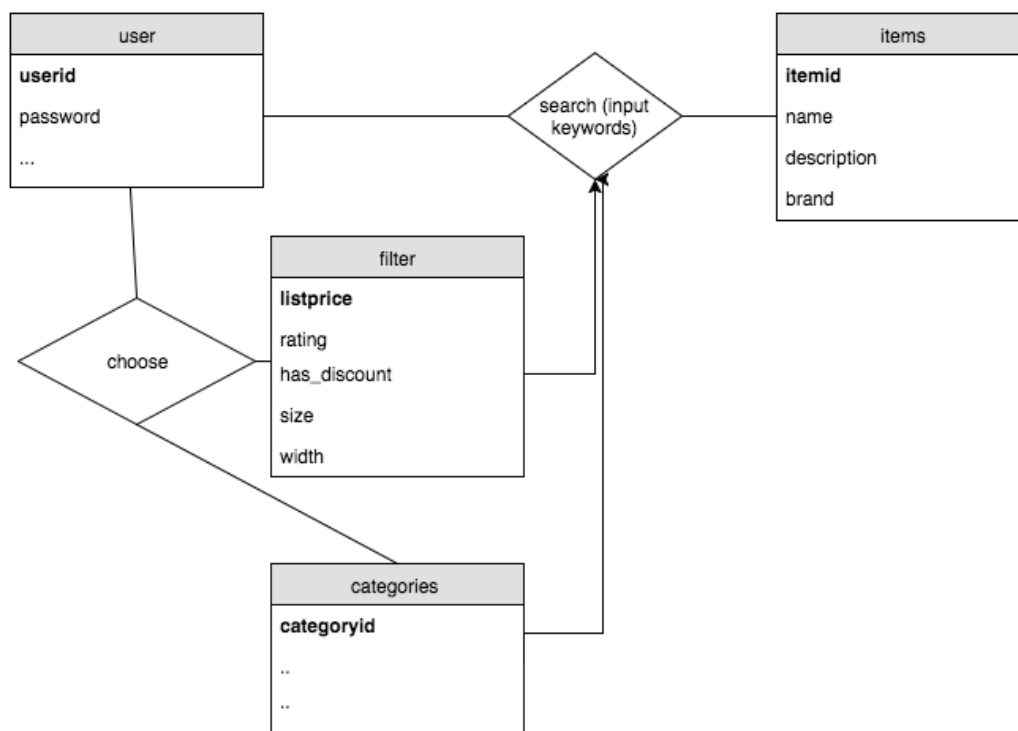 user
userid
password
...
search (input
keywords)
items
itemid
name
description
brand
choose
filter
listprice
rating
has_discount
size
width
categories
categoryid
..
..